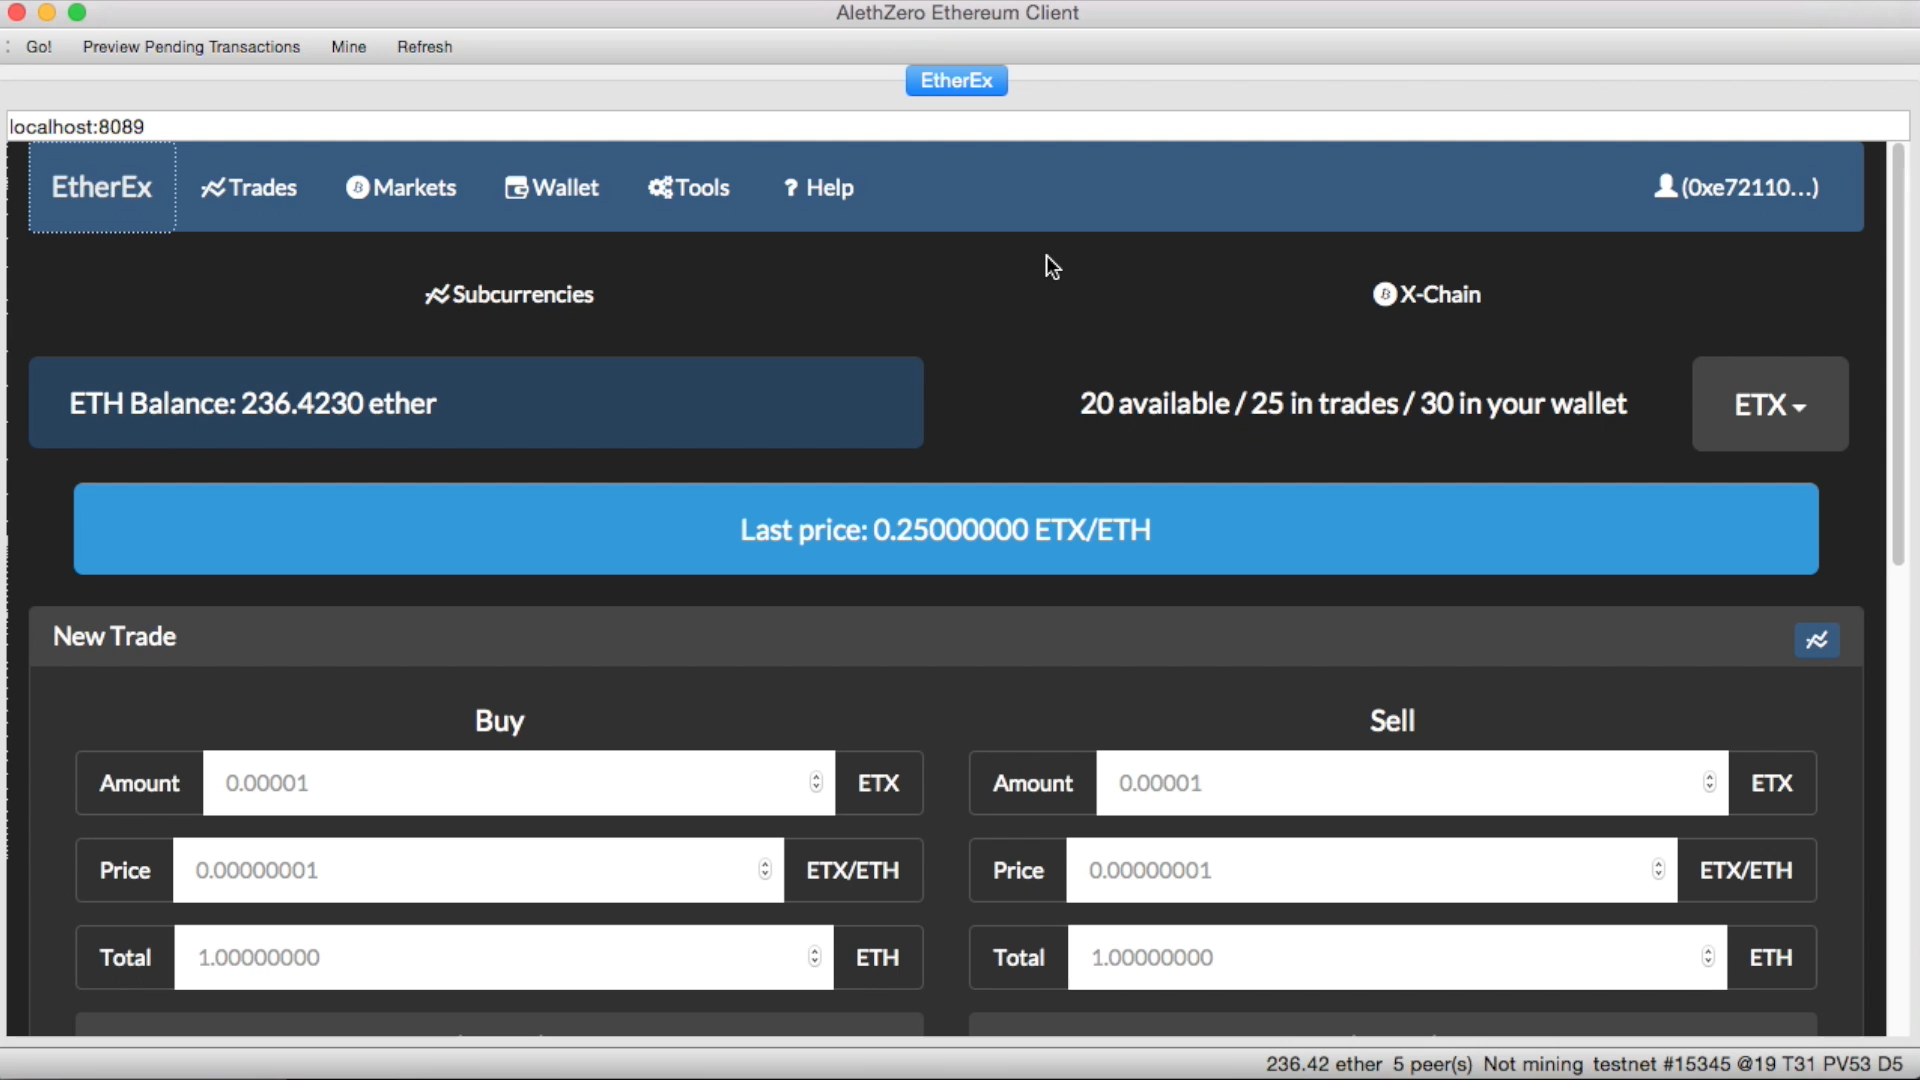 AlethZero Ethereum Client
Go! Preview Pending Transactions Mine Refresh
EtherEx
localhost:8089
EtherEx Trades Markets Wallet Tools ? Help (0xe72110...)
Subcurrencies X-Chain
ETH Balance: 236.4230 ether 20 available / 25 in trades / 30 in your wallet ETX
Last price: 0.25000000 ETX/ETH
New Trade
Buy Sell
Amount 0.00001 ETX Amount 0.00001 ETX
Price 0.00000001 ETX/ETH Price 0.00000001 ETX/ETH
Total 1.00000000 ETH Total 1.00000000 ETH
236.42 ether 5 peer(s) Not mining testnet #15345 @19 T31 PV53 D5